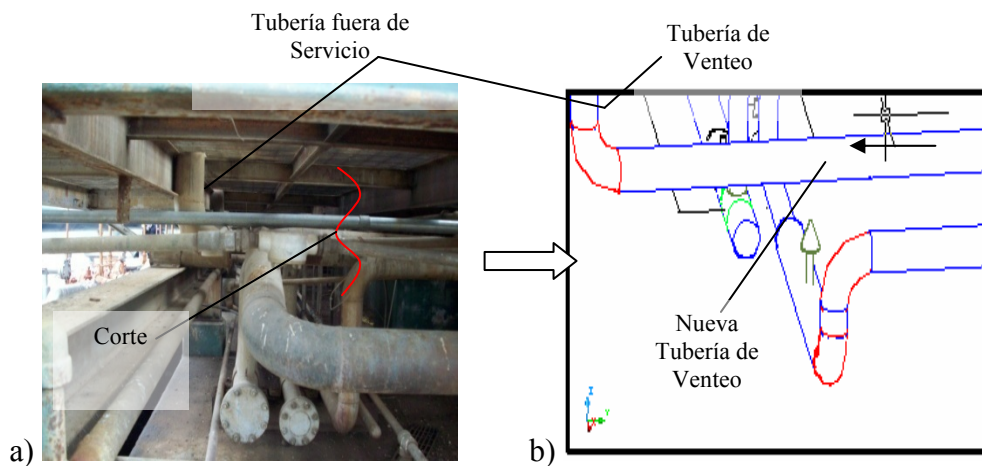 Tubería fuera de
Servicio
Tubería de
Venteo
Corte
Nueva
Tubería de
Venteo
a)
b)